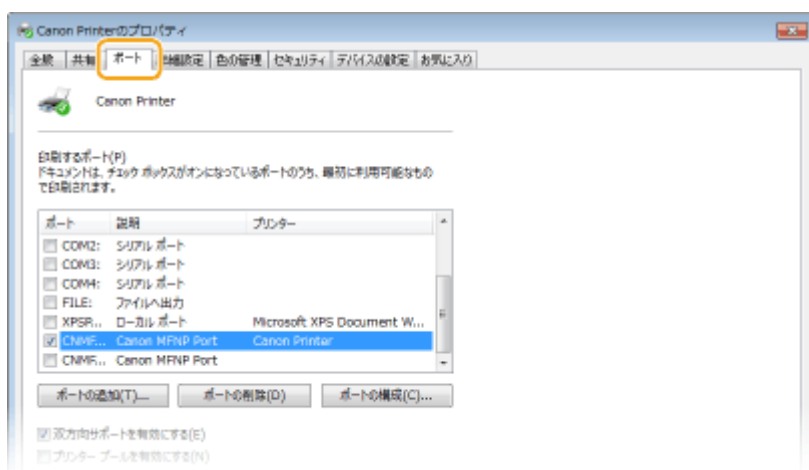 Canon Printerのプロパティ
全般 共有 ポート 詳細設定 色の管理 セキュリティ デバイスの設定 お気に入り
Canon Printer
印刷するポート(P)
ドキュメントは、チェック ボックスがオンになっているポートのうち、最初に利用可能なもの
で印刷されます。
ポート 説明 プリンター
COM2: シリアル ポート
COM3: シリアル ポート
COM4: シリアル ポート
FILE: ファイルへ出力
XPSR... ローカル ポート Microsoft XPS Document W...
CNMF... Canon MFNP Port Canon Printer
CNMF... Canon MFNP Port
ポートの追加(T)... ポートの削除(D) ポートの構成(C)...
双方向サポートを有効にする(E)
プリンター プールを有効にする(N)